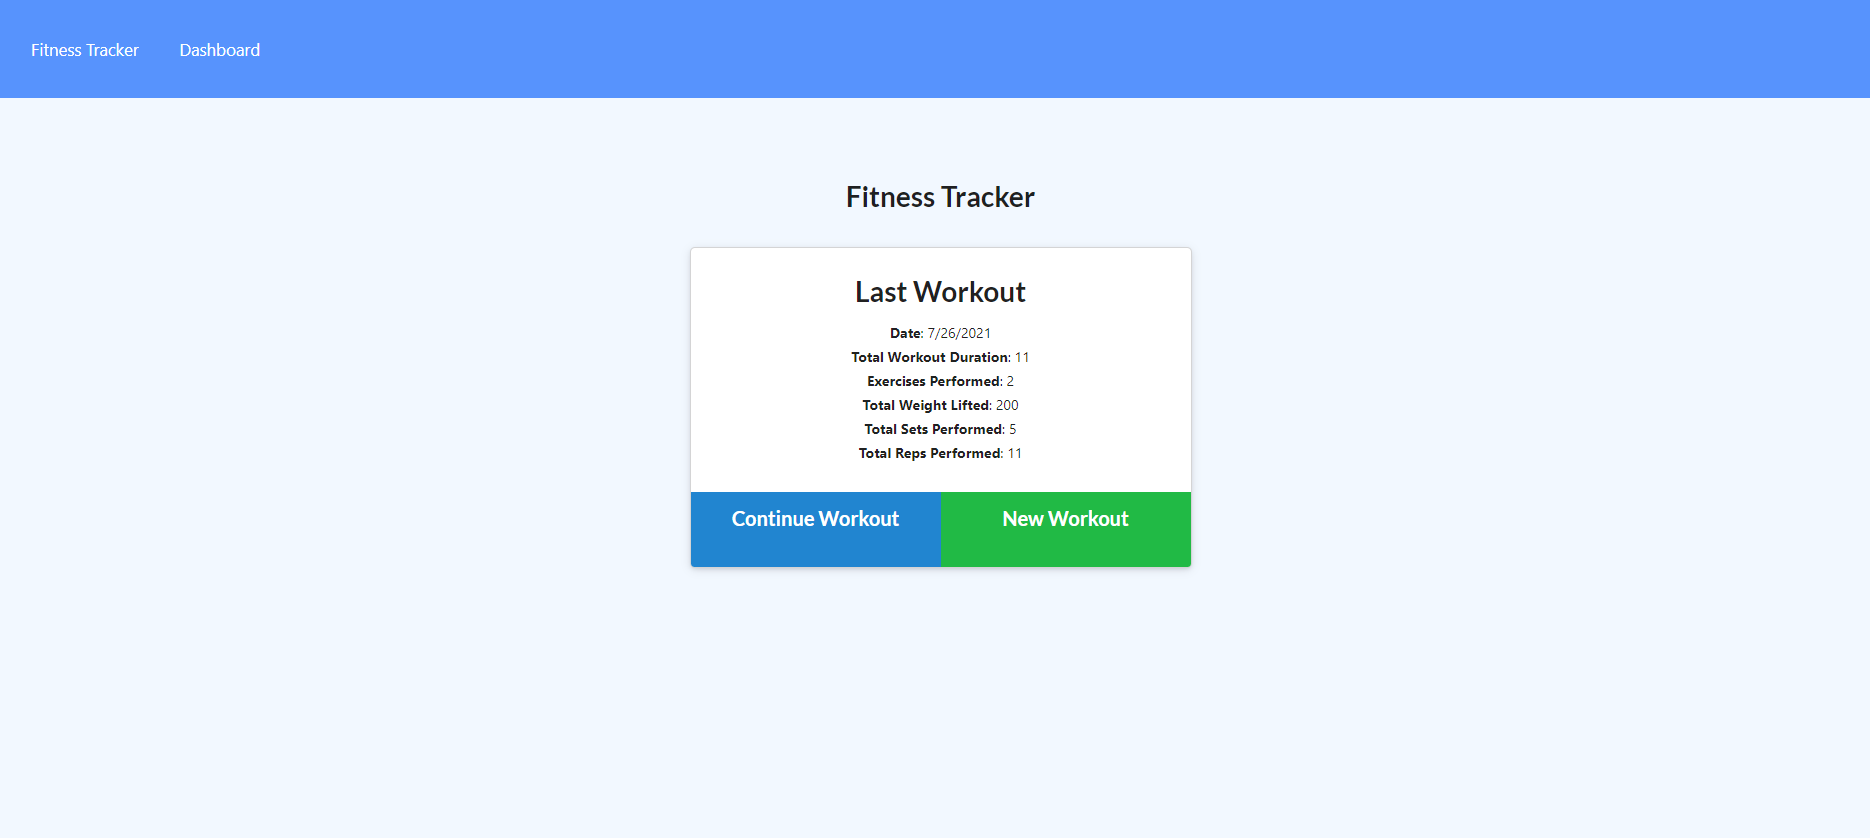 Fitness Tracker Dashboard
Fitness Tracker
Last Workout
Date: 7/26/2021
Total Workout Duration: 11
Exercises Performed: 2
Total Weight Lifted: 200
Total Sets Performed: 5
Total Reps Performed: 11
Continue Workout New Workout